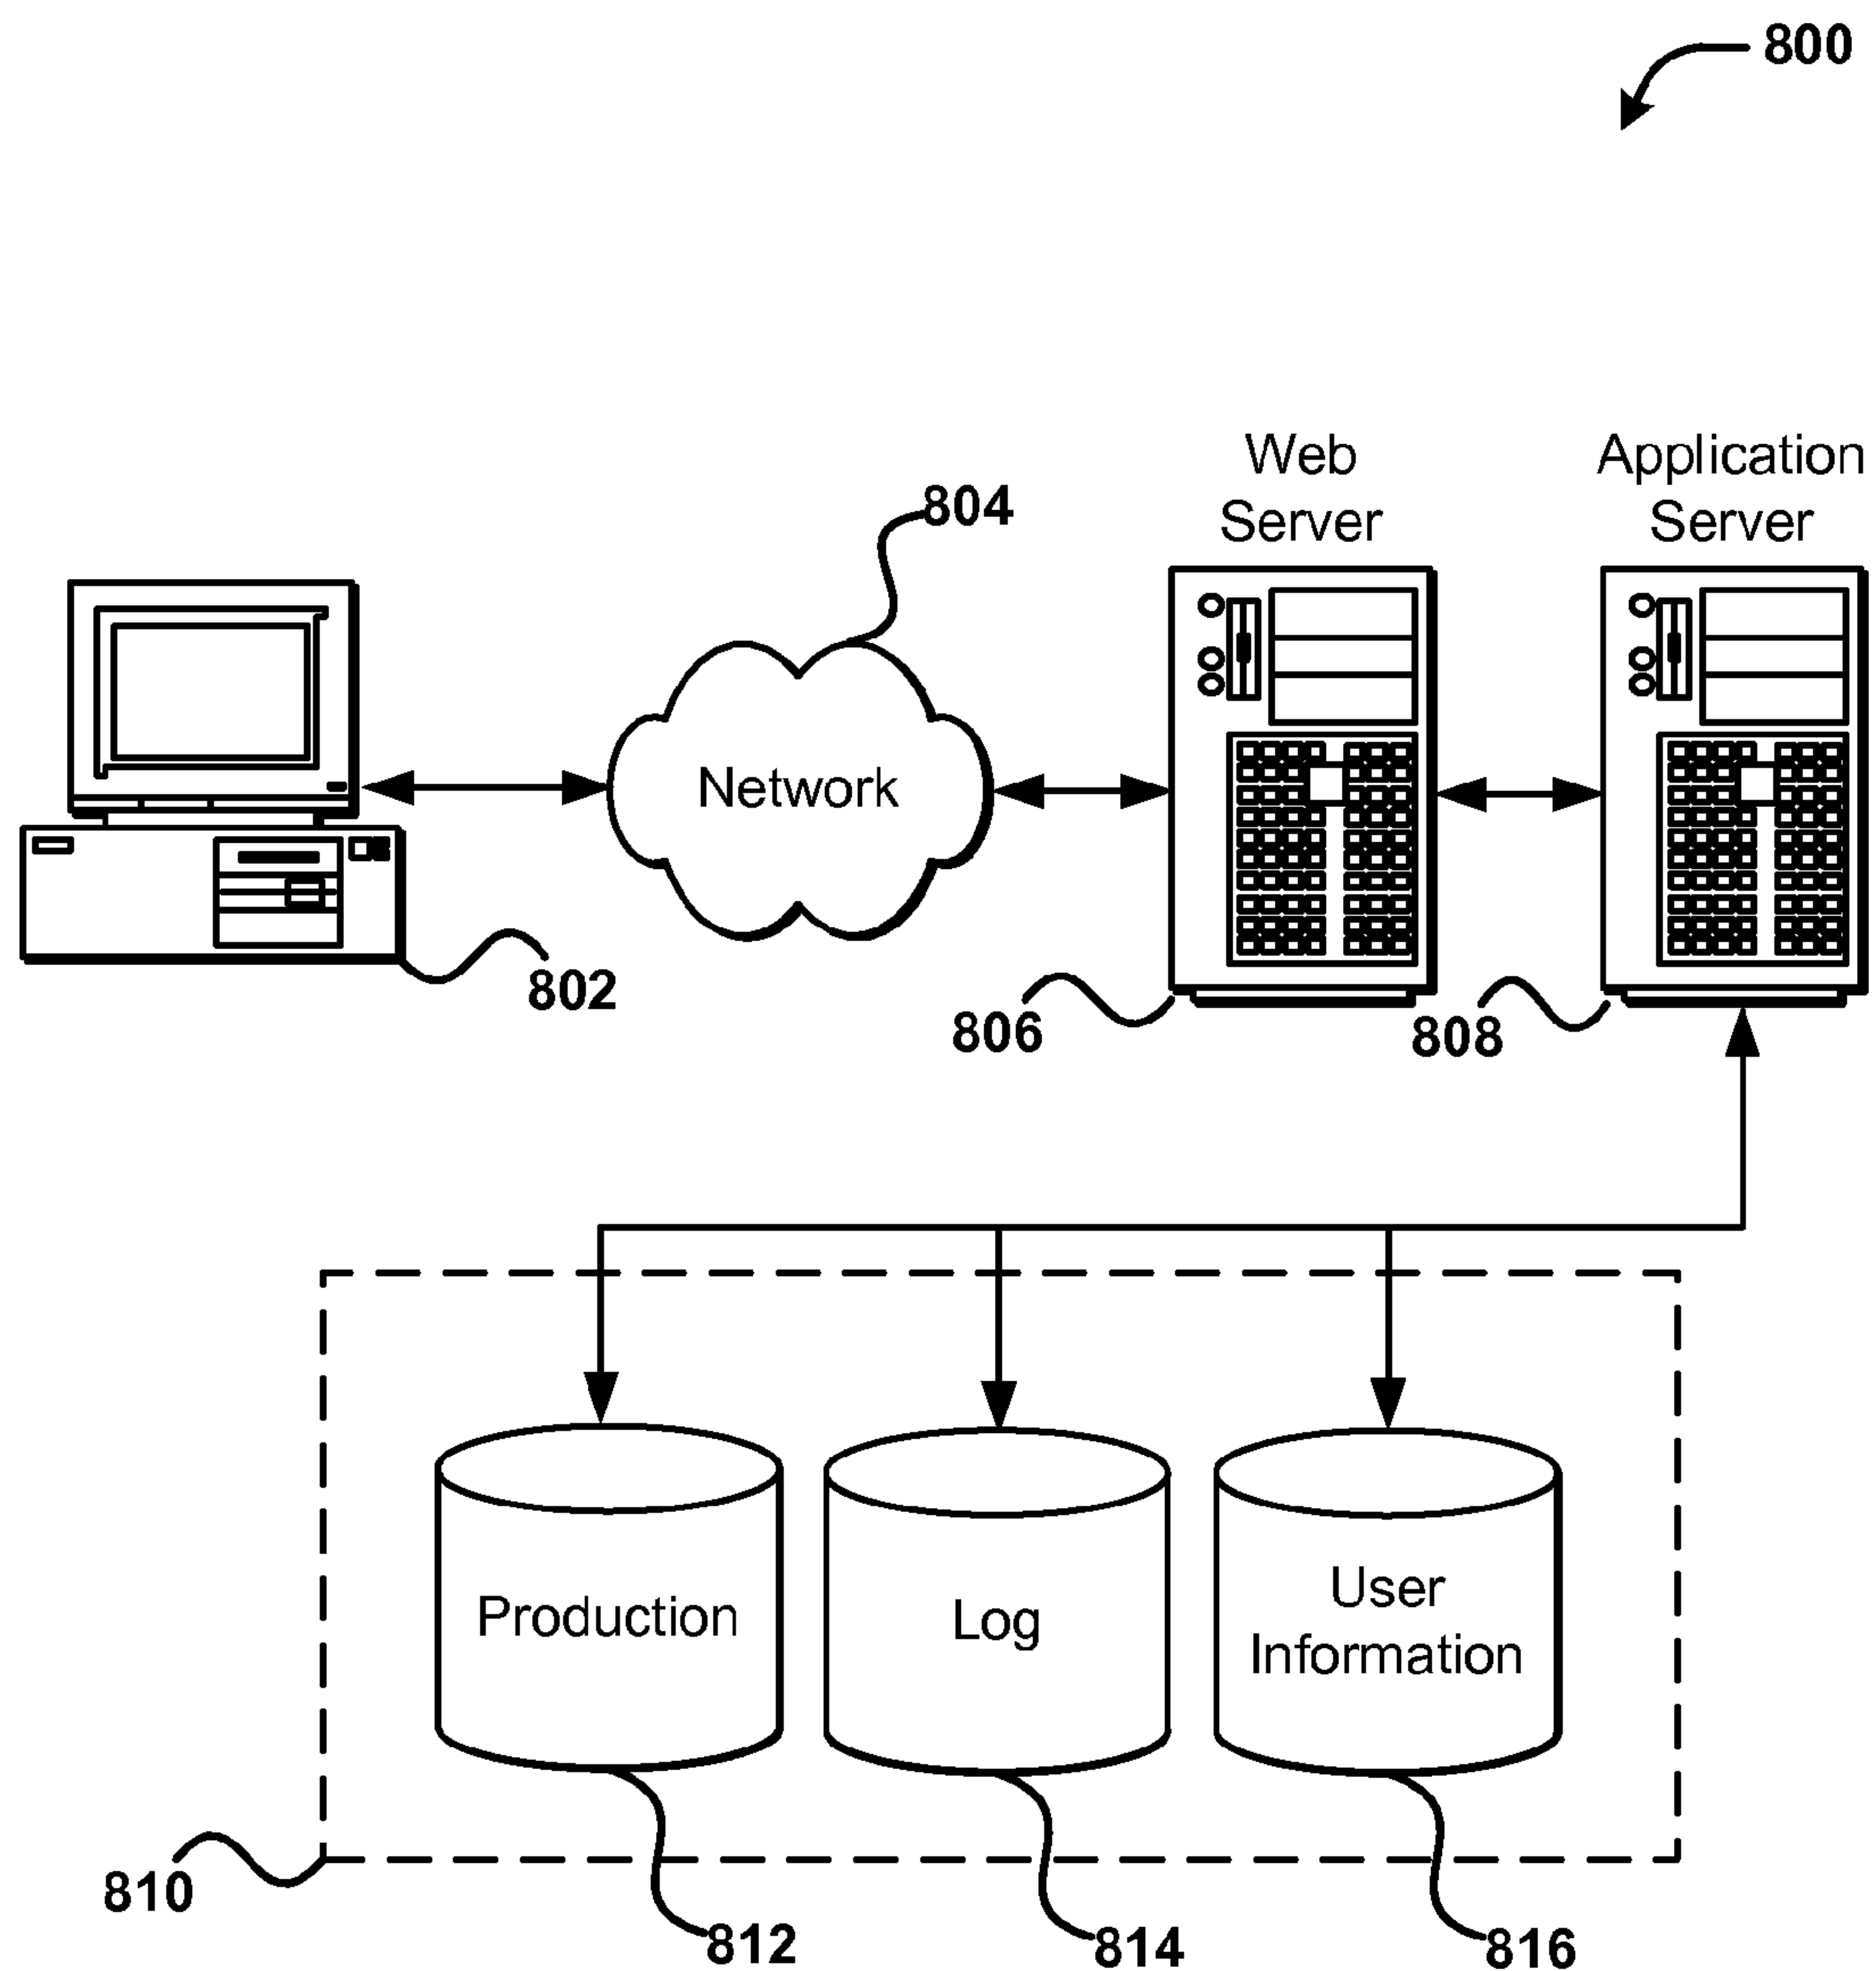 800
Web
Server
Application
Server
804
Network
802
806
808
Production
Log
User
Information
810
812
814
816